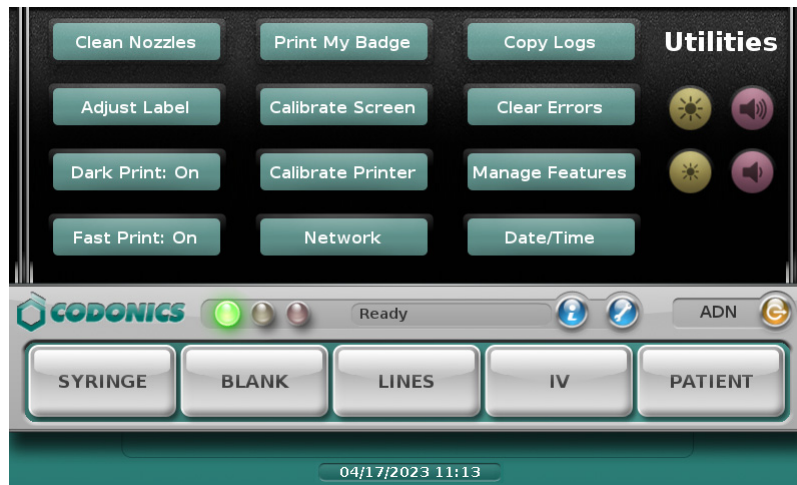 Clean Nozzles Print My Badge Copy Logs Utilities
Adjust Label Calibrate Screen Clear Errors
Dark Print: On Calibrate Printer Manage Features
Fast Print: On Network Date/Time
CODONICS Ready i ADN
SYRINGE BLANK LINES IV PATIENT
04/17/2023 11:13